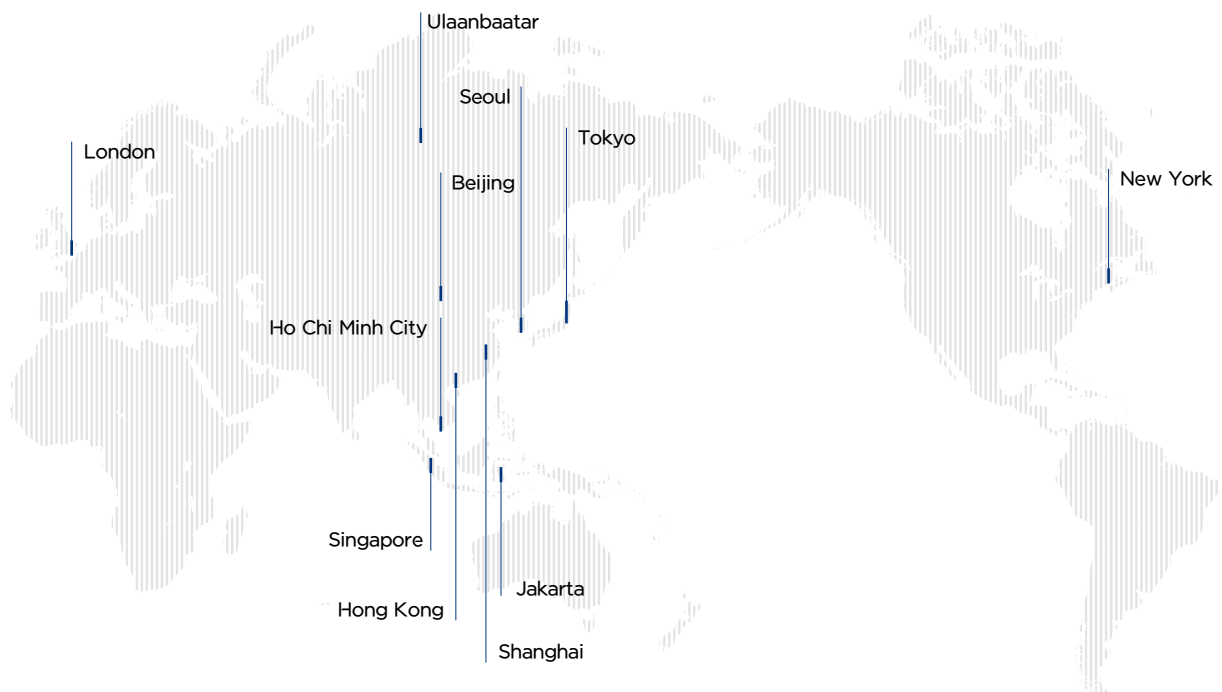 Ulaanbaatar
Seoul
Tokyo
London
New York
Beijing
Ho Chi Minh City
Singapore
Jakarta
Hong Kong
Shanghai